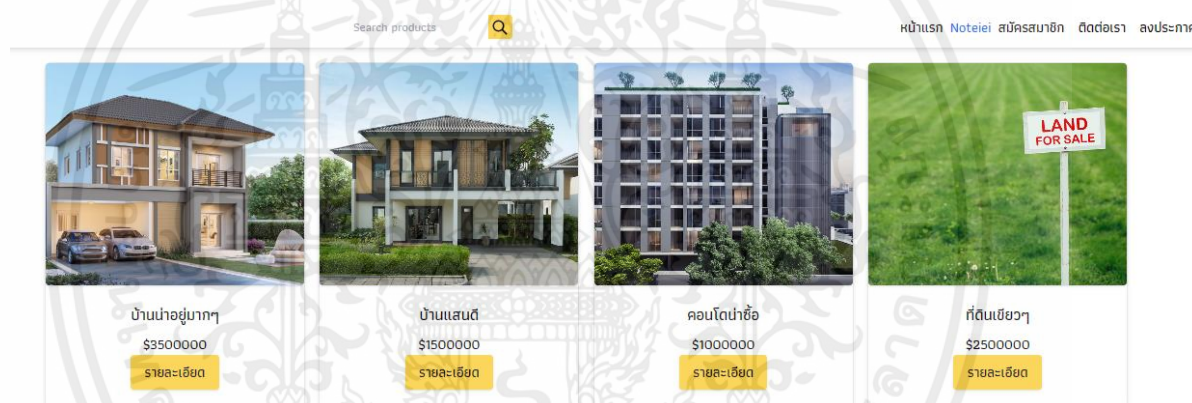 Search products
หน้าแรก Noteiei สมัครสมาชิก ติดต่อเรา ลงประกาศ
LAND
FOR SALE
บ้านน่าอยู่มากๆ
$3500000
รายละเอียด
บ้านแสนดี
$1500000
รายละเอียด
คอนโดน่าซื้อ
$1000000
รายละเอียด
ที่ดินเขียวๆ
$2500000
รายละเอียด